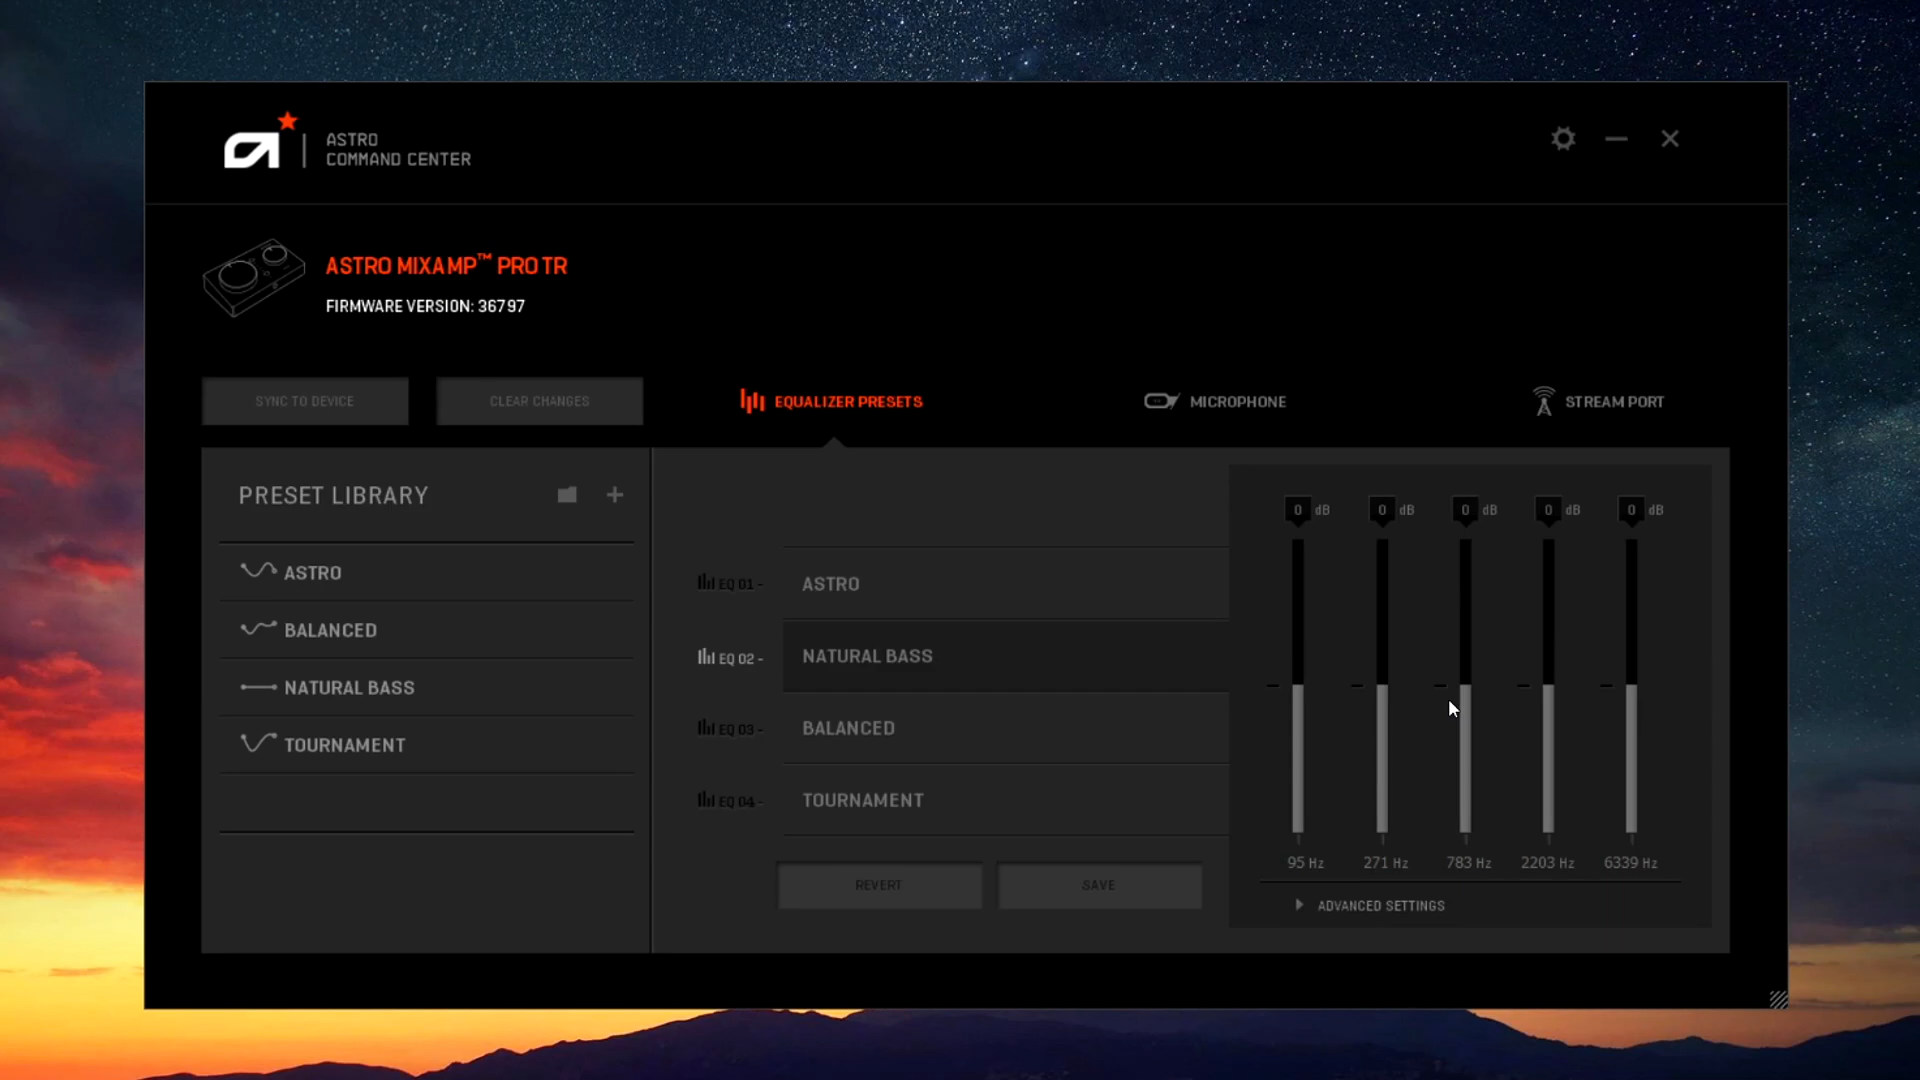 ASTRO
COMMAND CENTER
ASTRO MIXAMP™ PRO TR
FIRMWARE VERSION: 36797
SYNC TO DEVICE
CLEAR CHANGES
EQUALIZER PRESETS
MICROPHONE
STREAM PORT
PRESET LIBRARY
ASTRO
BALANCED
NATURAL BASS
TOURNAMENT
EQ 01 - ASTRO
EQ 02 - NATURAL BASS
EQ 03 - BALANCED
EQ 04 - TOURNAMENT
REVERT
SAVE
0 dB 0 dB 0 dB 0 dB 0 dB
95 Hz 271 Hz 783 Hz 2203 Hz 6339 Hz
ADVANCED SETTINGS